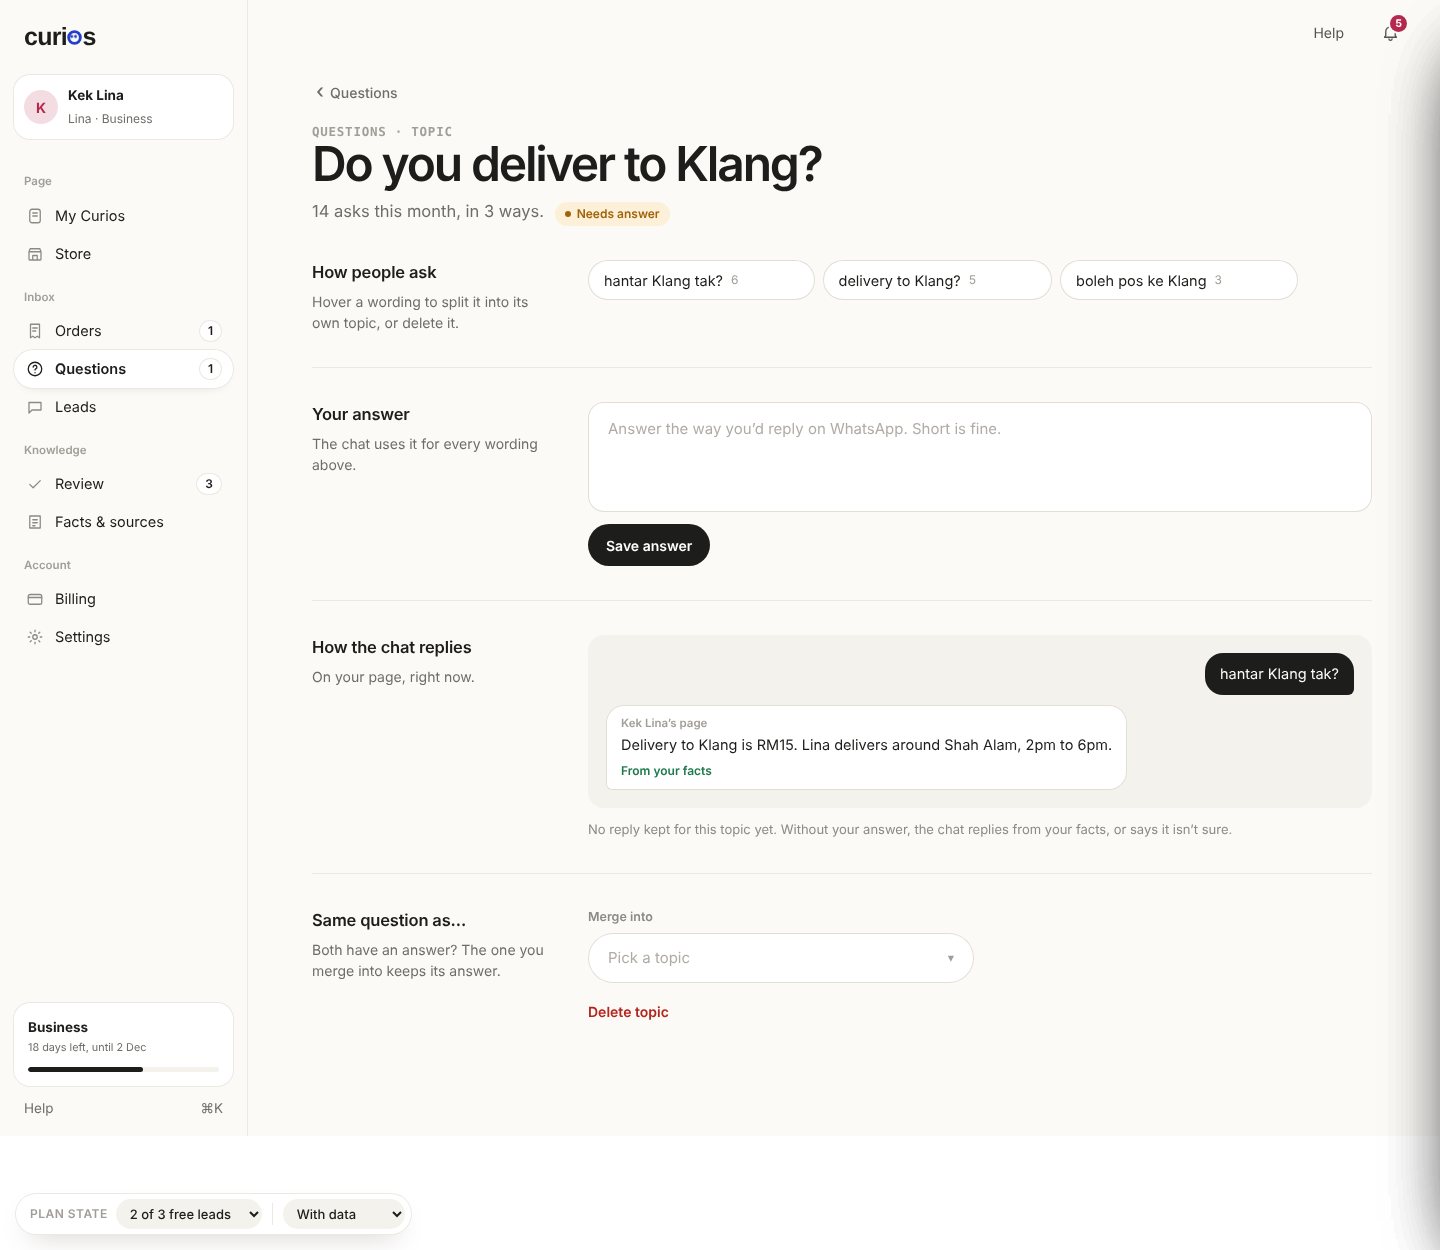 curios
Help
5
K
Kek Lina
Lina · Business
Page
My Curios
Store
Inbox
Orders 1
Questions 1
Leads
Knowledge
Review 3
Facts & sources
Account
Billing
Settings
Business
18 days left, until 2 Dec
Help ⌘K
Questions
QUESTIONS · TOPIC
Do you deliver to Klang?
14 asks this month, in 3 ways. Needs answer
How people ask
Hover a wording to split it into its
own topic, or delete it.
hantar Klang tak? 6
delivery to Klang? 5
boleh pos ke Klang 3
Your answer
The chat uses it for every wording
above.
Answer the way you’d reply on WhatsApp. Short is fine.
Save answer
How the chat replies
On your page, right now.
hantar Klang tak?
Kek Lina’s page
Delivery to Klang is RM15. Lina delivers around Shah Alam, 2pm to 6pm.
From your facts
No reply kept for this topic yet. Without your answer, the chat replies from your facts, or says it isn’t sure.
Same question as…
Both have an answer? The one you
merge into keeps its answer.
Merge into
Pick a topic
Delete topic
PLAN STATE 2 of 3 free leads With data